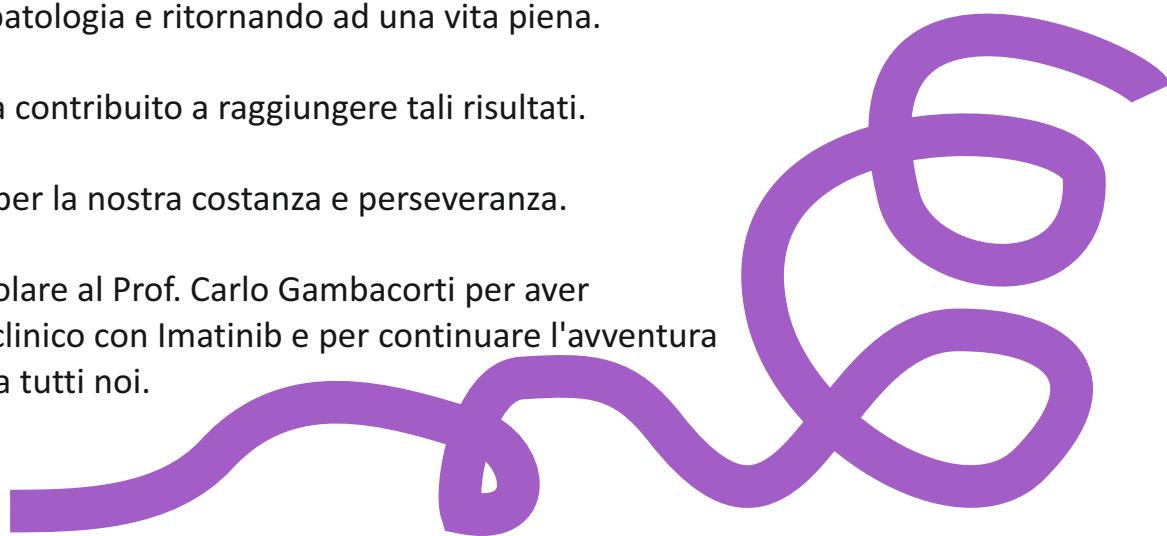 patologia e ritornando ad una vita piena.
contribuito a raggiungere tali risultati.
per la nostra costanza e perseveranza.
olare al Prof. Carlo Gambacorti per aver
clinico con Imatinib e per continuare l'avventura
a tutti noi.